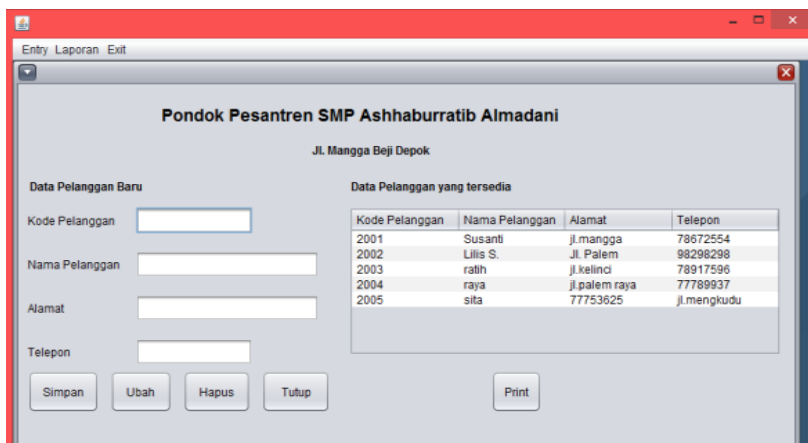 Entry Laporan Exit
Pondok Pesantren SMP Ashhaburratib Almadani
Jl. Mangga Beji Depok
Data Pelanggan Baru
Kode Pelanggan
Nama Pelanggan
Alamat
Telepon
Simpan Ubah Hapus Tutup
Data Pelanggan yang tersedia
Kode Pelanggan Nama Pelanggan Alamat Telepon
2001 Susanti jl.mangga 78672554
2002 Lilis S. Jl. Palem 98298298
2003 ratih jl.kelinci 78917596
2004 raya jl.palem raya 77789937
2005 sita 77753625 jl.mengkudu
Print